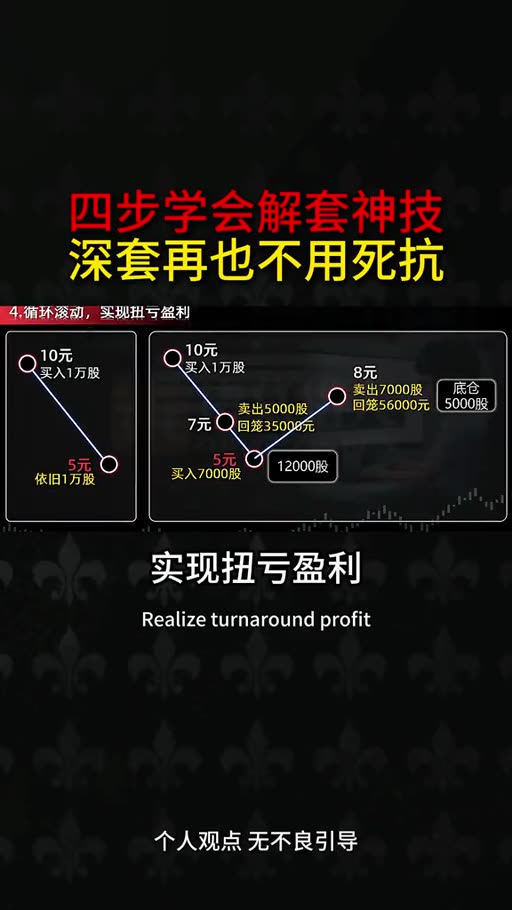 四步学会解套神技
深套再也不用死抗
4.循环滚动，实现扭亏盈利
10元
买入1万股
5元
依旧1万股
10元
买入1万股
7元
卖出5000股
回笼35000元
5元
买入7000股
12000股
8元
卖出7000股
回笼56000元
底仓
5000股
实现扭亏盈利
Realize turnaround profit
个人观点 无不良引导